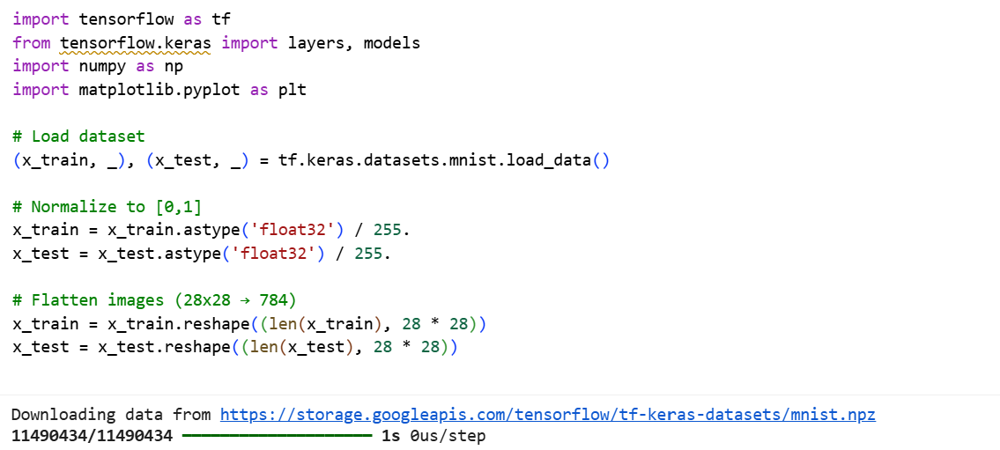 import tensorflow as tf
from tensorflow.keras import layers, models
import numpy as np
import matplotlib.pyplot as plt
# Load dataset
(x_train, _), (x_test, _) = tf.keras.datasets.mnist.load_data()
# Normalize to [0,1]
x_train = x_train.astype('float32') / 255.
x_test = x_test.astype('float32') / 255.
# Flatten images (28x28 → 784)
x_train = x_train.reshape((len(x_train), 28 * 28))
x_test = x_test.reshape((len(x_test), 28 * 28))
Downloading data from https://storage.googleapis.com/tensorflow/tf-keras-datasets/mnist.npz
11490434/11490434 ━━━━━━━━━━━━━━━━━━━━ 1s 0us/step